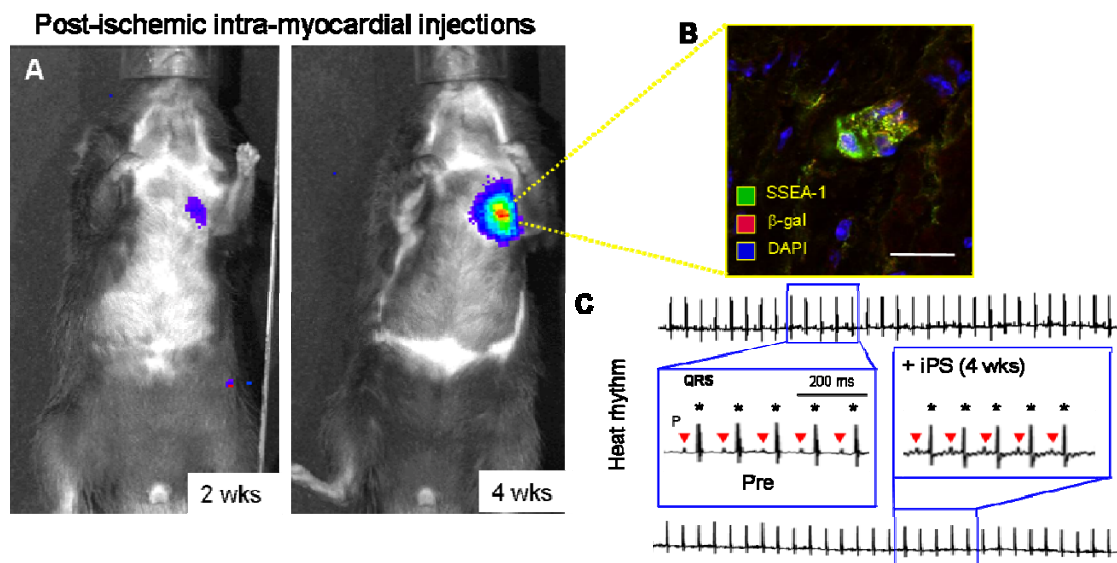 Post-ischemic intra-myocardial injections
A
2 wks
4 wks
B
SSEA-1
β-gal
DAPI
C
Heat rhythm
QRS
200 ms
* * * * *
P
Pre
+ iPS (4 wks)
* * * * *